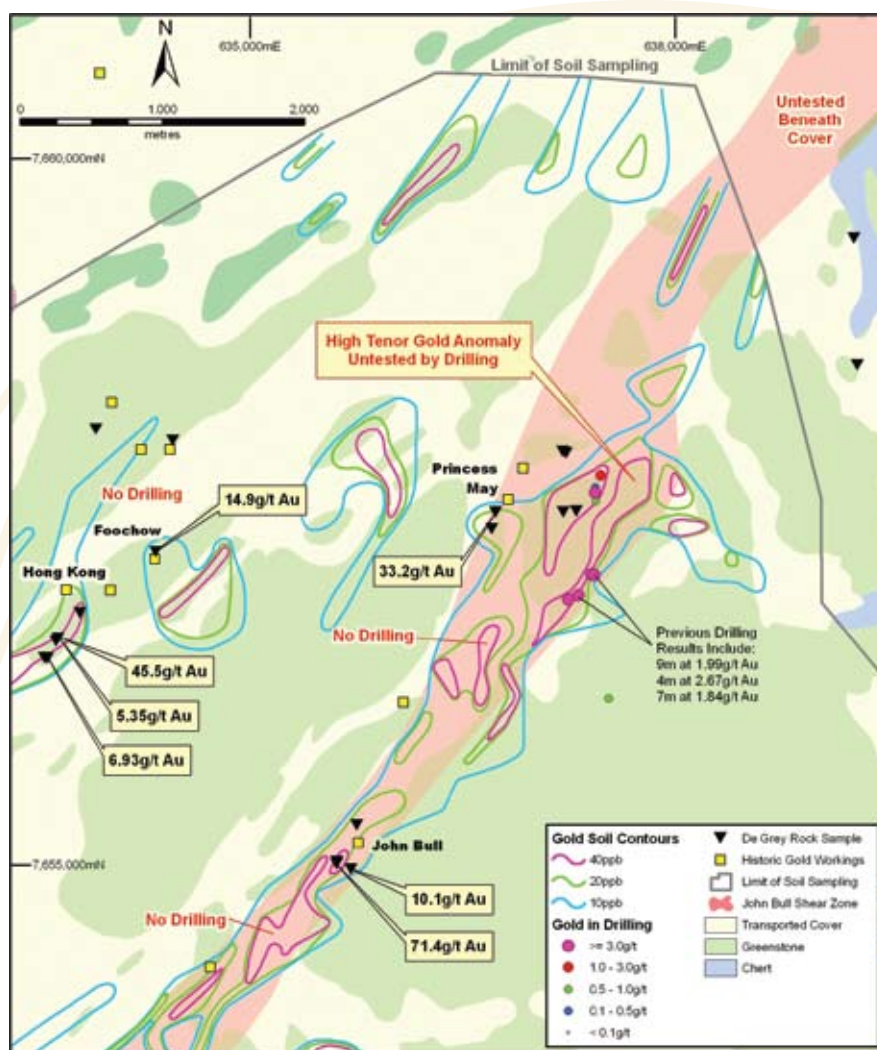 N
635,000mE
638,000mE
Limit of Soil Sampling
0
1,000
2,000
metres
Untested
Beneath
Cover
7,660,000mN
High Tenor Gold Anomaly
Untested by Drilling
Princess
May
No Drilling
14.9g/t Au
Foochow
Hong Kong
33.2g/t Au
No Drilling
Previous Drilling
Results Include:
9m at 1.99g/t Au
4m at 2.67g/t Au
7m at 1.84g/t Au
45.5g/t Au
5.35g/t Au
6.93g/t Au
John Bull
7,655,000mN
10.1g/t Au
No Drilling
71.4g/t Au
Gold Soil Contours
40ppb
20ppb
10ppb
Gold in Drilling
>= 3.0g/t
1.0 - 3.0g/t
0.5 - 1.0g/t
0.1 - 0.5g/t
< 0.1g/t
De Grey Rock Sample
Historic Gold Workings
Limit of Soil Sampling
John Bull Shear Zone
Transported Cover
Greenstone
Chert